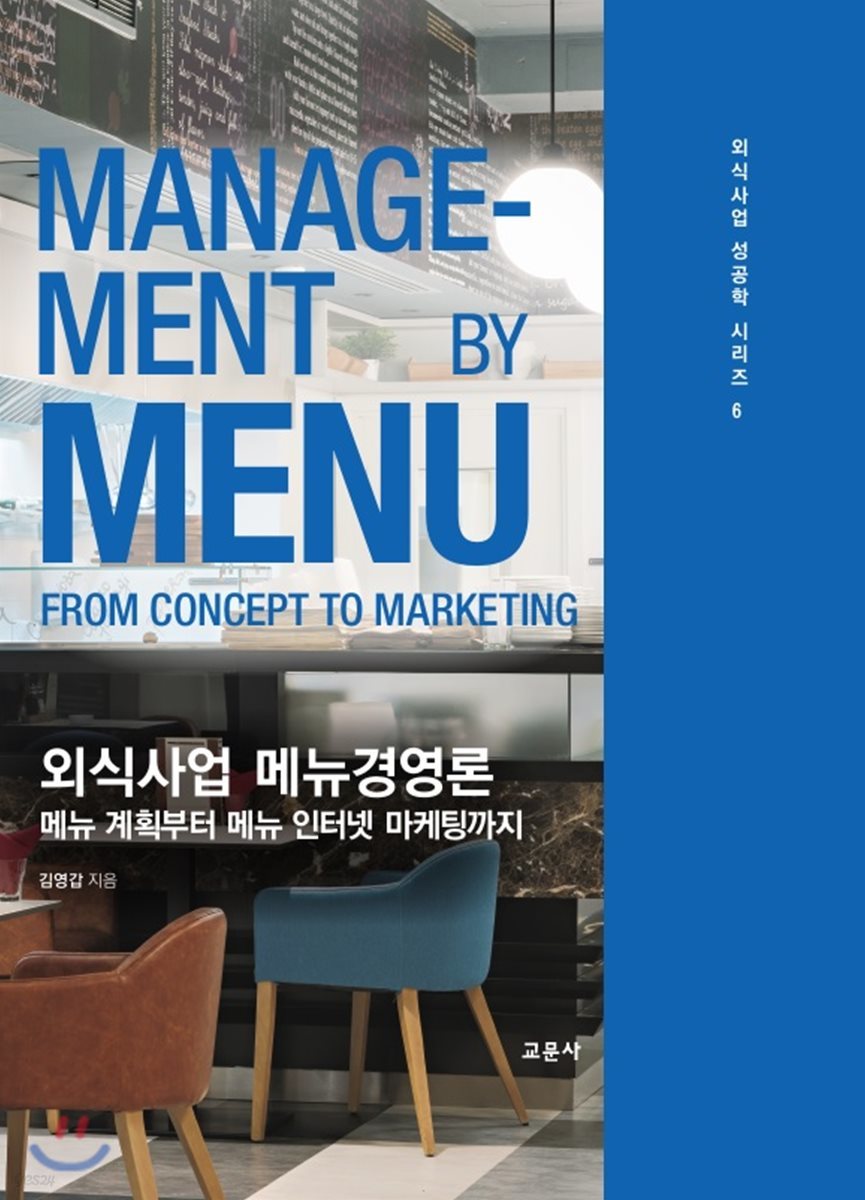 MANAGE-
MENT BY
MENU
FROM CONCEPT TO MARKETING
외식사업 메뉴경영론
메뉴 계획부터 메뉴 인터넷 마케팅까지
김영갑 지음
교문사
외식사업 성공학 시리즈 6